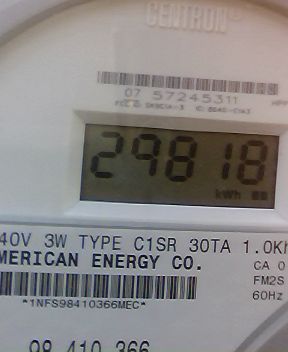 CENTRON
07 57245311
29818
kWh
40V 3W TYPE C1SR 30TA 1.0Kh
MERICAN ENERGY CO.
CA 0
FM2S
60Hz
*1NFS98410366MEC*
98 410 366